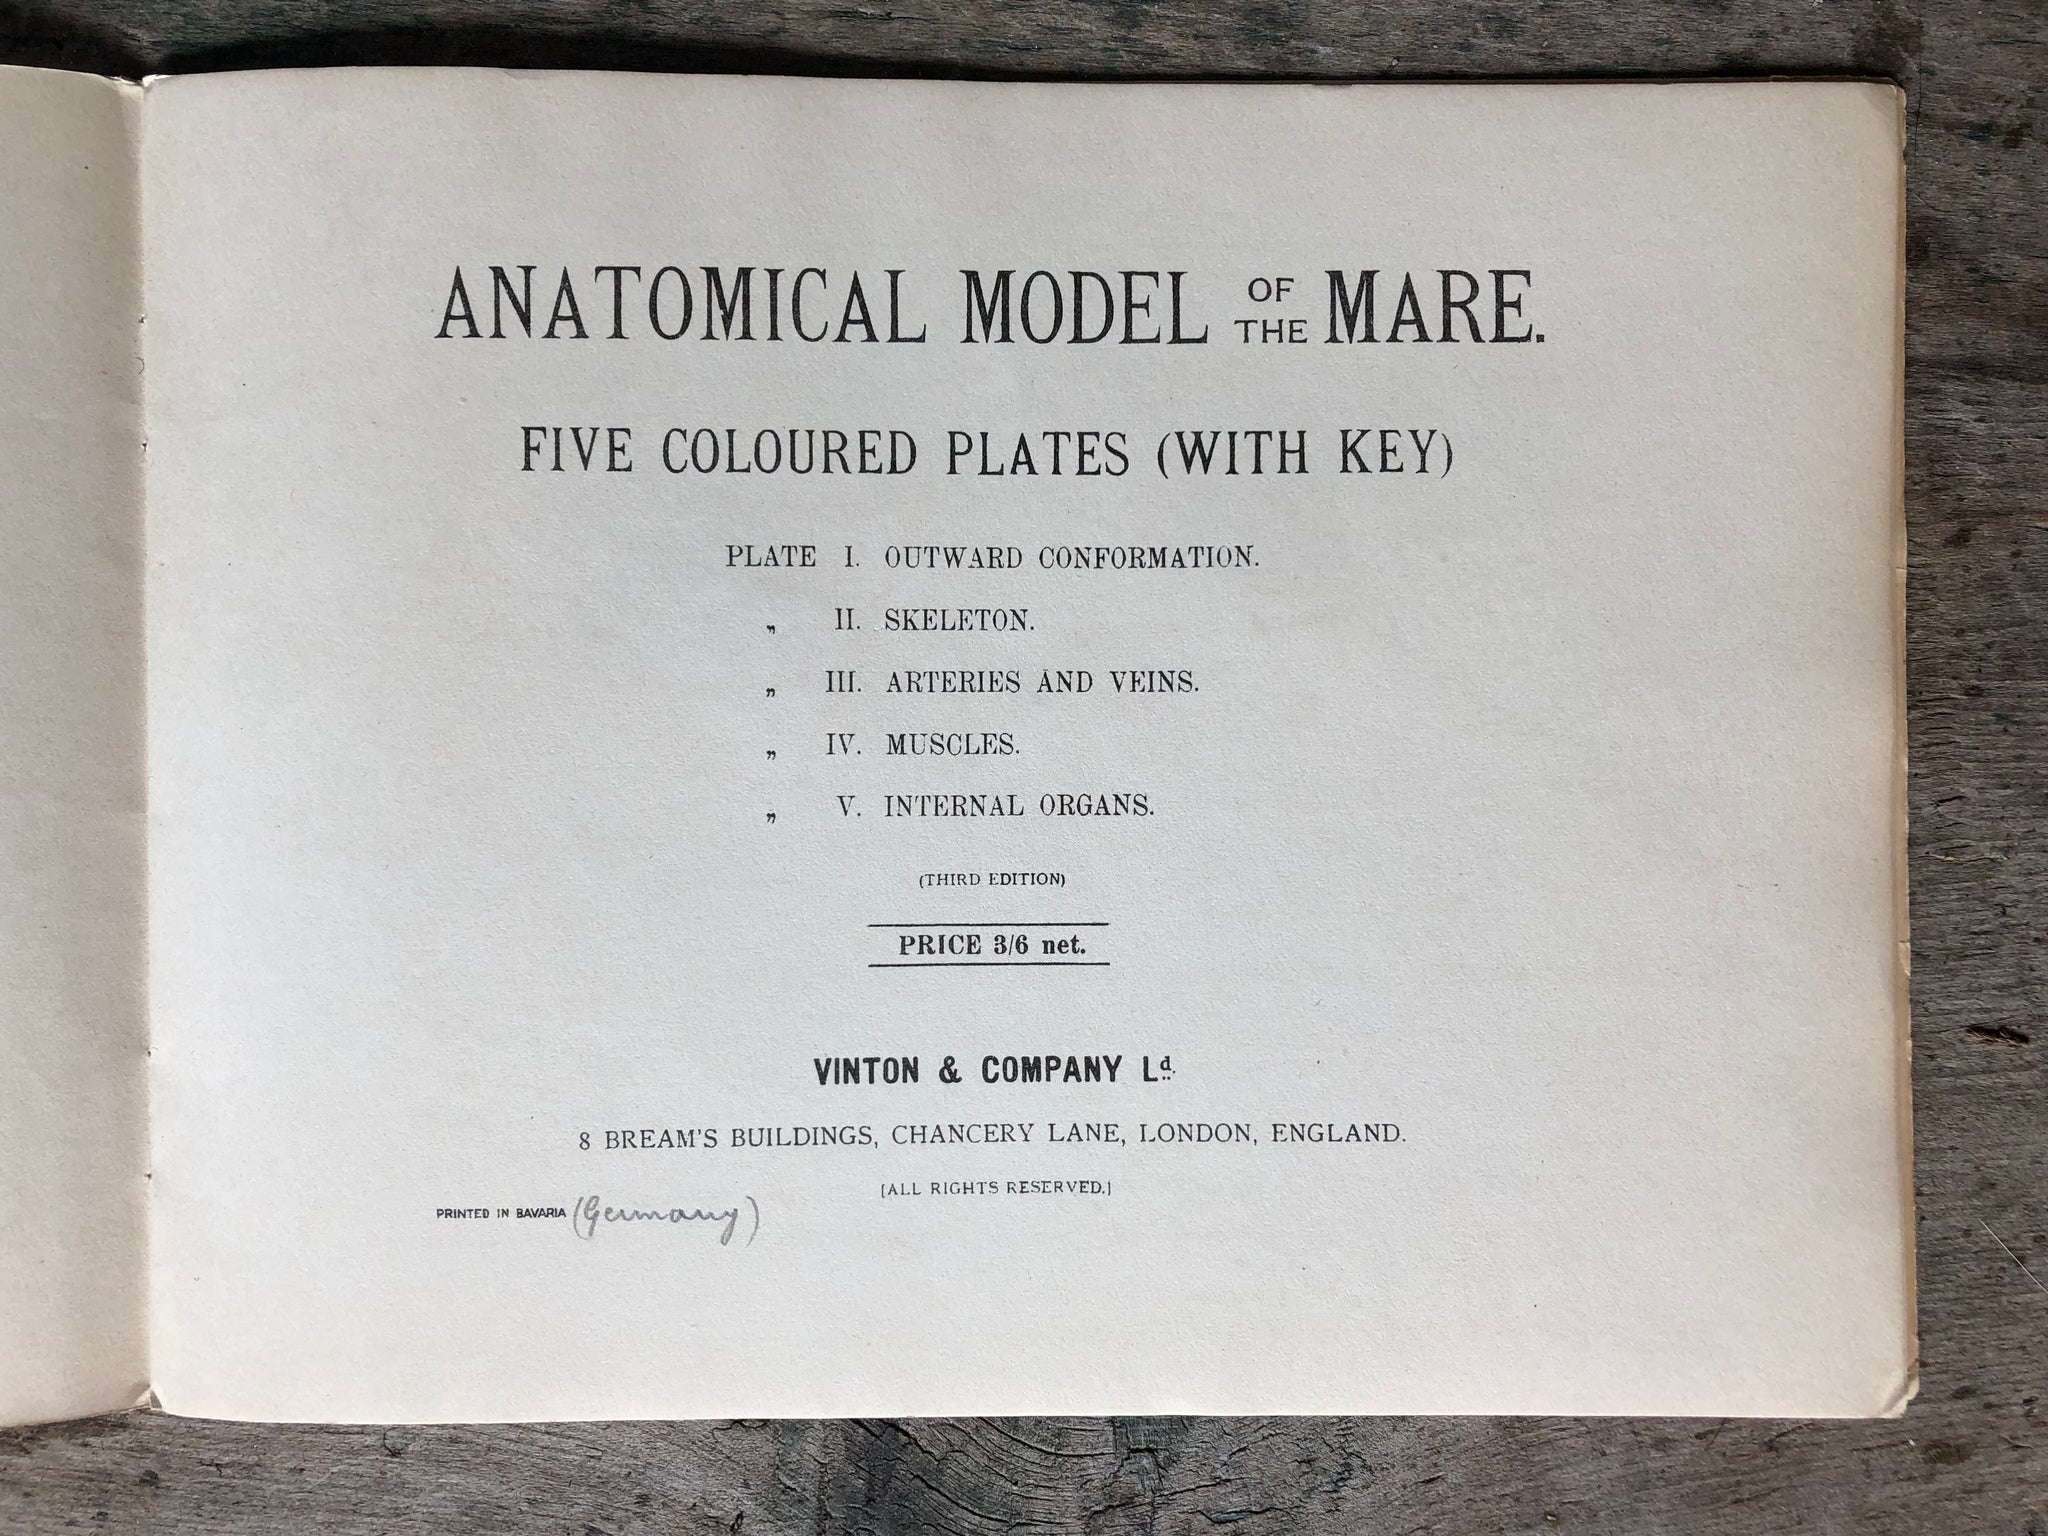 ANATOMICAL MODEL OF THE MARE.
FIVE COLOURED PLATES (WITH KEY)
PLATE I. OUTWARD CONFORMATION.
„ II. SKELETON.
„ III. ARTERIES AND VEINS.
„ IV. MUSCLES.
„ V. INTERNAL ORGANS.
(THIRD EDITION)
PRICE 3/6 net.
VINTON & COMPANY Ld.
8 BREAM'S BUILDINGS, CHANCERY LANE, LONDON, ENGLAND.
[ALL RIGHTS RESERVED.]
PRINTED IN BAVARIA (Germany)